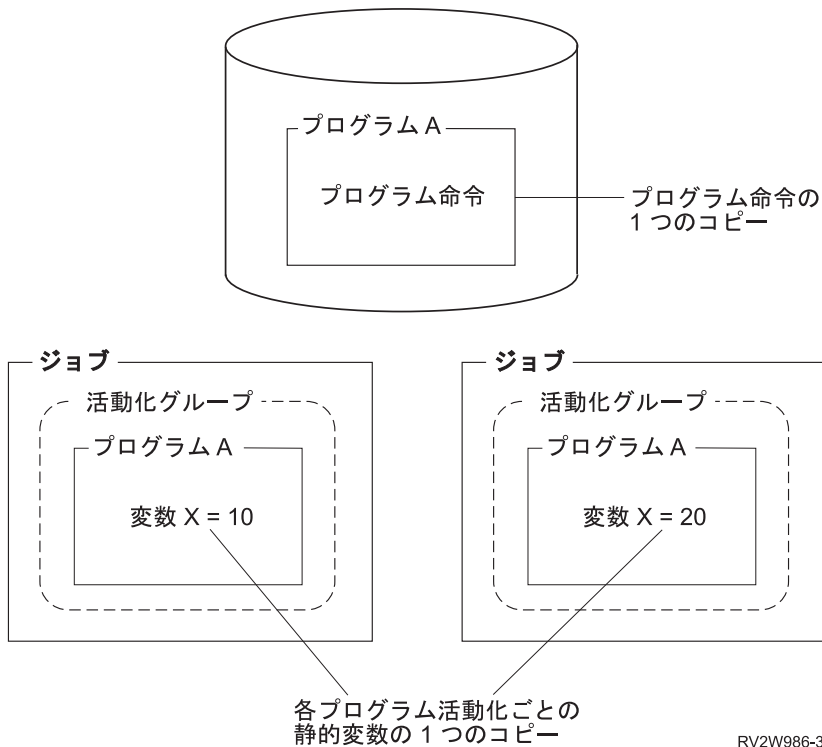 プログラム A
プログラム命令
プログラム命令の
1 つのコピー
ジョブ
活動化グループ
プログラム A
変数 X = 10
ジョブ
活動化グループ
プログラム A
変数 X = 20
各プログラム活動化ごとの
静的変数の 1 つのコピー
RV2W986-3